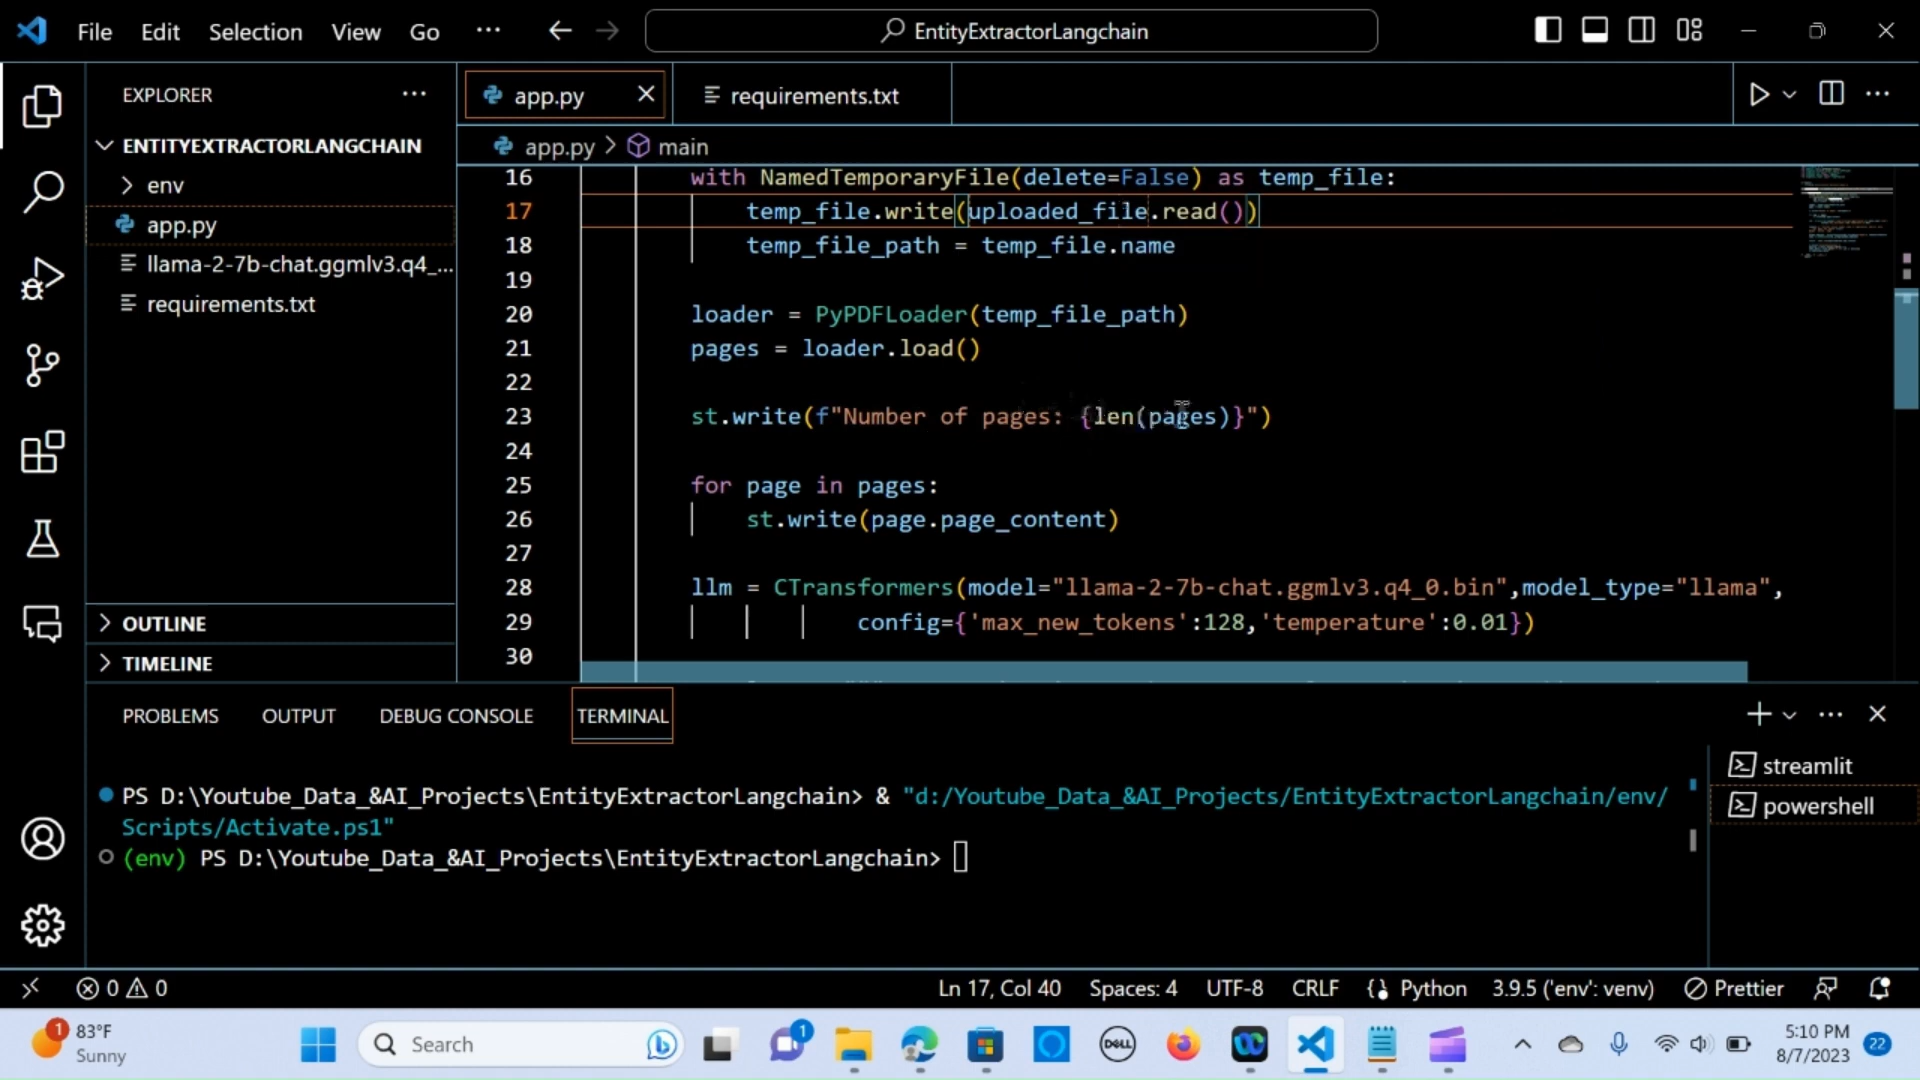 File Edit Selection View Go ··· EntityExtractorLangchain
EXPLORER ···
ENTITYEXTRACTORLANGCHAIN
env
app.py
llama-2-7b-chat.ggmlv3.q4_...
requirements.txt
OUTLINE
TIMELINE
app.py requirements.txt
app.py > main
16 with NamedTemporaryFile(delete=False) as temp_file:
17 temp_file.write(uploaded_file.read())
18 temp_file_path = temp_file.name
19
20 loader = PyPDFLoader(temp_file_path)
21 pages = loader.load()
22
23 st.write(f"Number of pages: {len(pages)}")
24
25 for page in pages:
26 st.write(page.page_content)
27
28 llm = CTransformers(model="llama-2-7b-chat.ggmlv3.q4_0.bin",model_type="llama",
29 config={'max_new_tokens':128,'temperature':0.01})
30
PROBLEMS OUTPUT DEBUG CONSOLE TERMINAL
PS D:\Youtube_Data_&AI_Projects\EntityExtractorLangchain> & "d:/Youtube_Data_&AI_Projects/EntityExtractorLangchain/env/
Scripts/Activate.ps1"
(env) PS D:\Youtube_Data_&AI_Projects\EntityExtractorLangchain>
streamlit
powershell
0 0 Ln 17, Col 40 Spaces: 4 UTF-8 CRLF Python 3.9.5 ('env': venv) Prettier
1 83°F
Sunny
Search
1
DELL
5:10 PM
8/7/2023
22